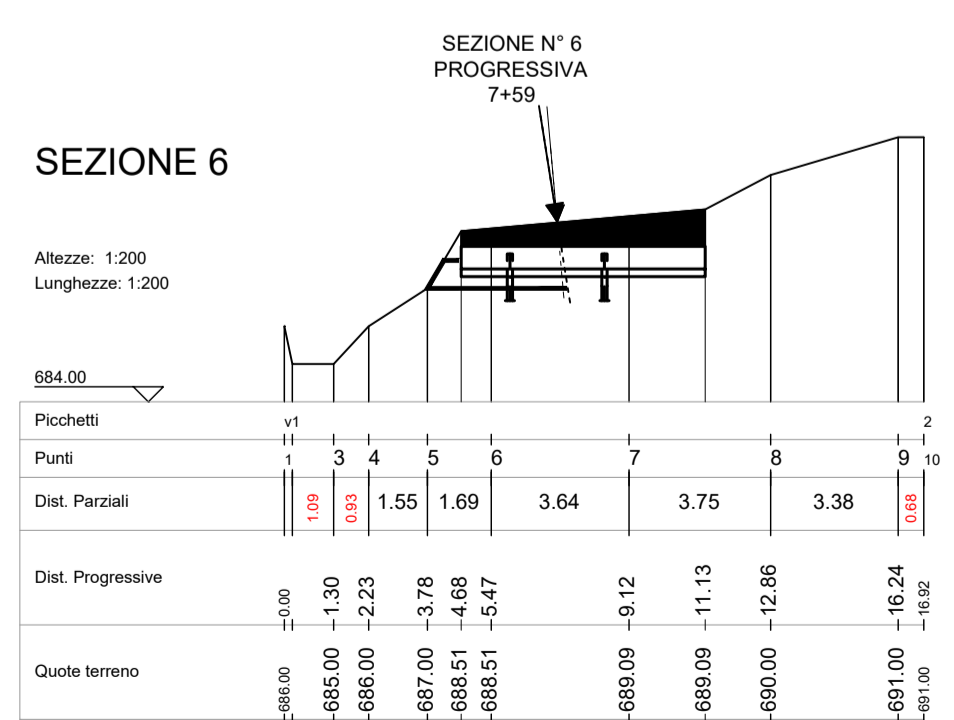 SEZIONE N° 6
PROGRESSIVA
7+59
SEZIONE 6
Altezze: 1:200
Lunghezze: 1:200
684.00
Picchetti v1 2
Punti 1 3 4 5 6 7 8 9 10
Dist. Parziali 1.09 0.93 1.55 1.69 3.64 3.75 3.38 0.68
Dist. Progressive 0.00 1.30 2.23 3.78 4.68 5.47 9.12 11.13 12.86 16.24 16.92
Quote terreno 686.00 685.00 686.00 687.00 688.51 688.51 689.09 689.09 690.00 691.00 691.00